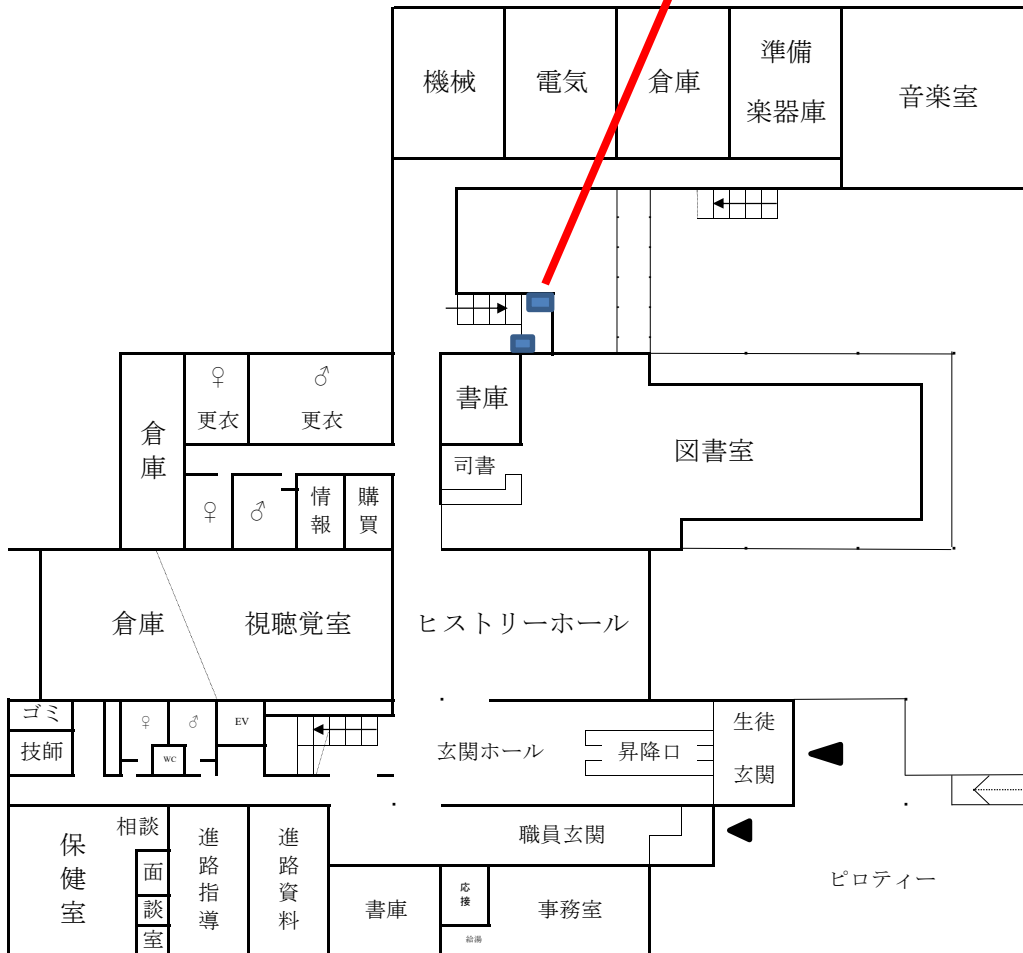 機械
電気
倉庫
準備
楽器庫
音楽室
♀
更衣
♂
更衣
倉庫
書庫
図書室
司書
♀
♂
情報
購買
倉庫
視聴覚室
ヒストリーホール
ゴミ
技師
♀
♂
WC
EV
玄関ホール
昇降口
生徒
玄関
職員玄関
ピロティー
保健室
相談
面談室
進路指導
進路資料
書庫
応接
給湯
事務室